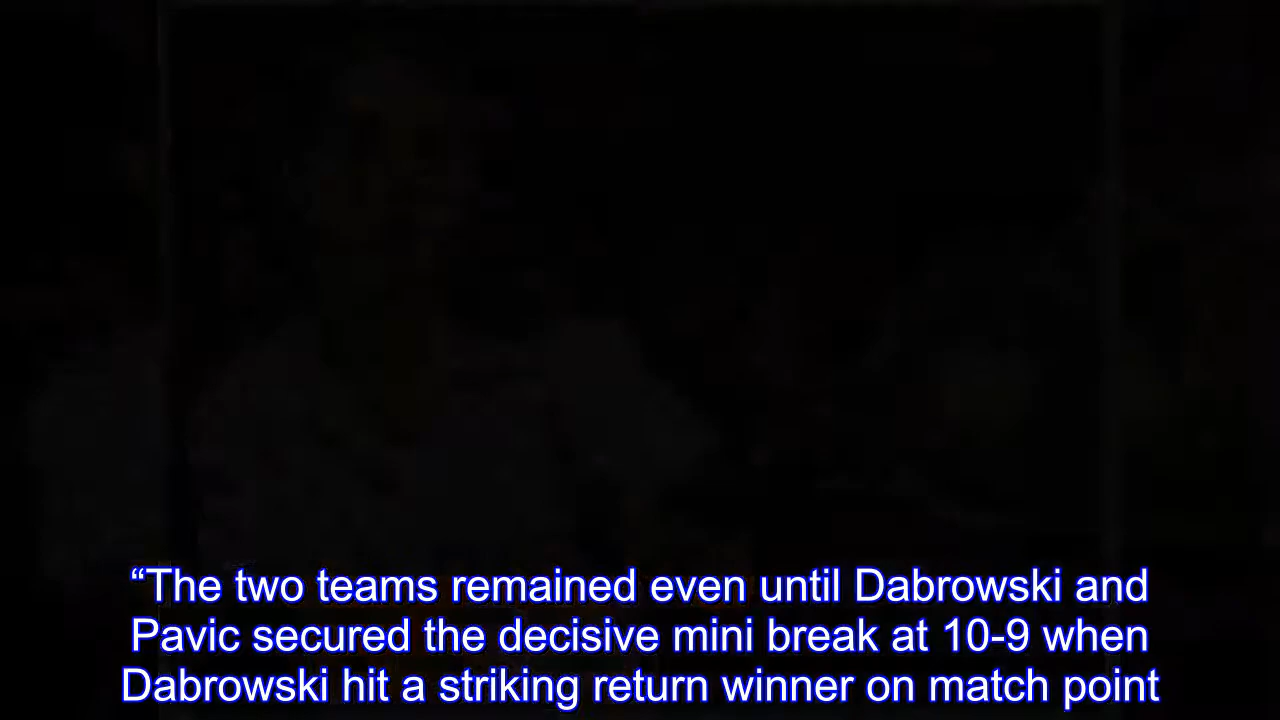 “The two teams remained even until Dabrowski and
Pavic secured the decisive mini break at 10-9 when
Dabrowski hit a striking return winner on match point